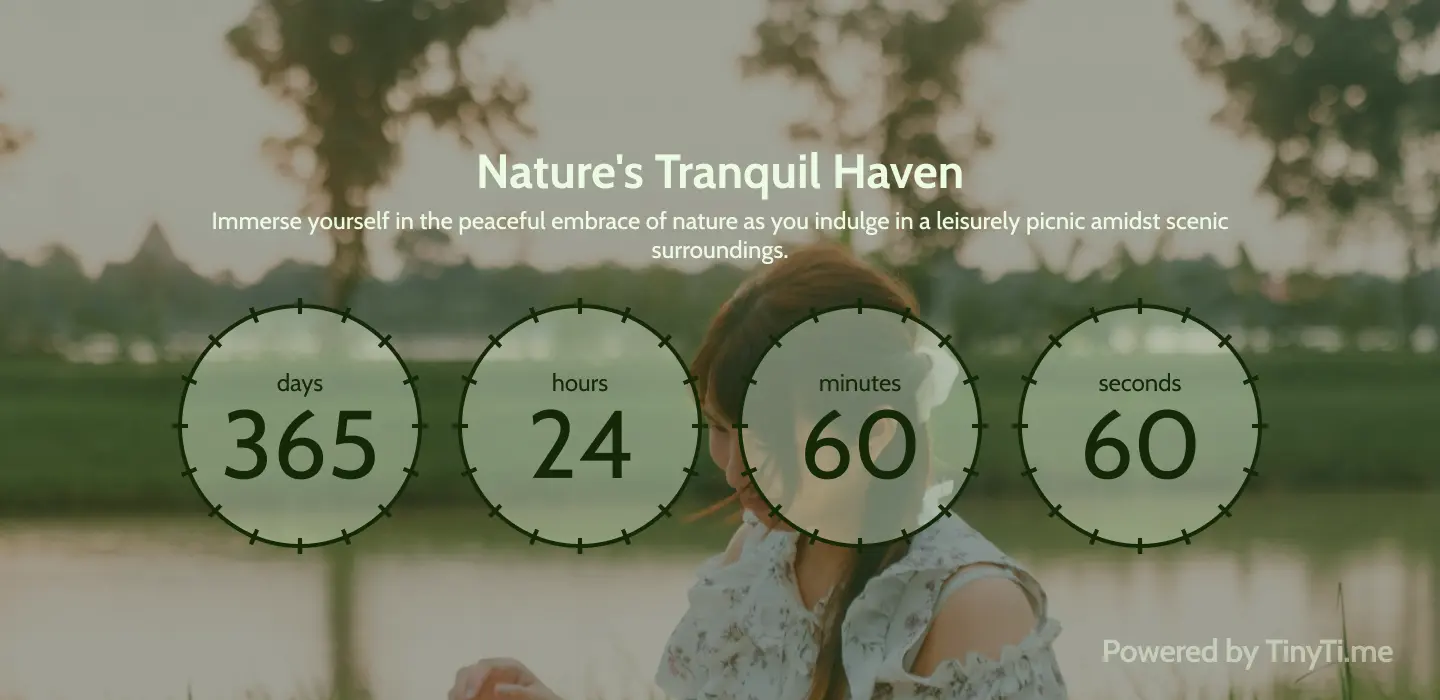 Nature's Tranquil Haven
Immerse yourself in the peaceful embrace of nature as you indulge in a leisurely picnic amidst scenic
surroundings.
days
365
hours
24
minutes
60
seconds
60
Powered by TinyTi.me